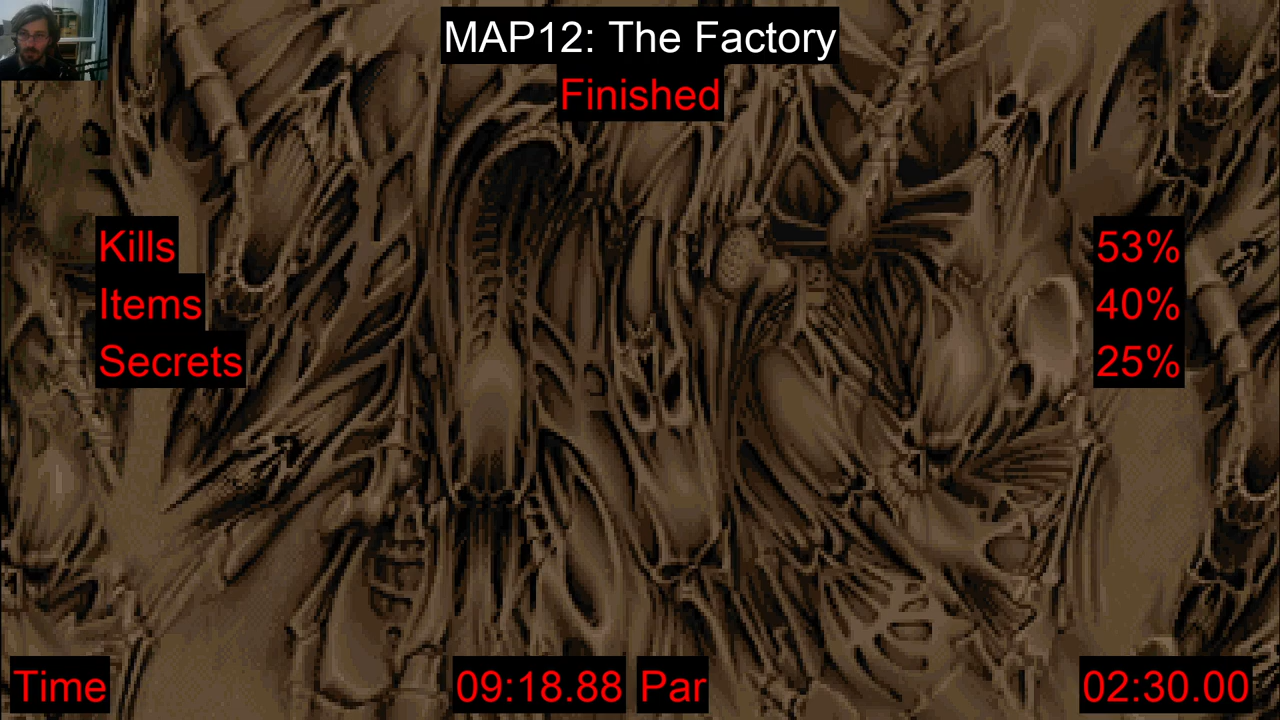 MAP12: The Factory
Finished
Kills 53%
Items 40%
Secrets 25%
Time 09:18.88 Par 02:30.00